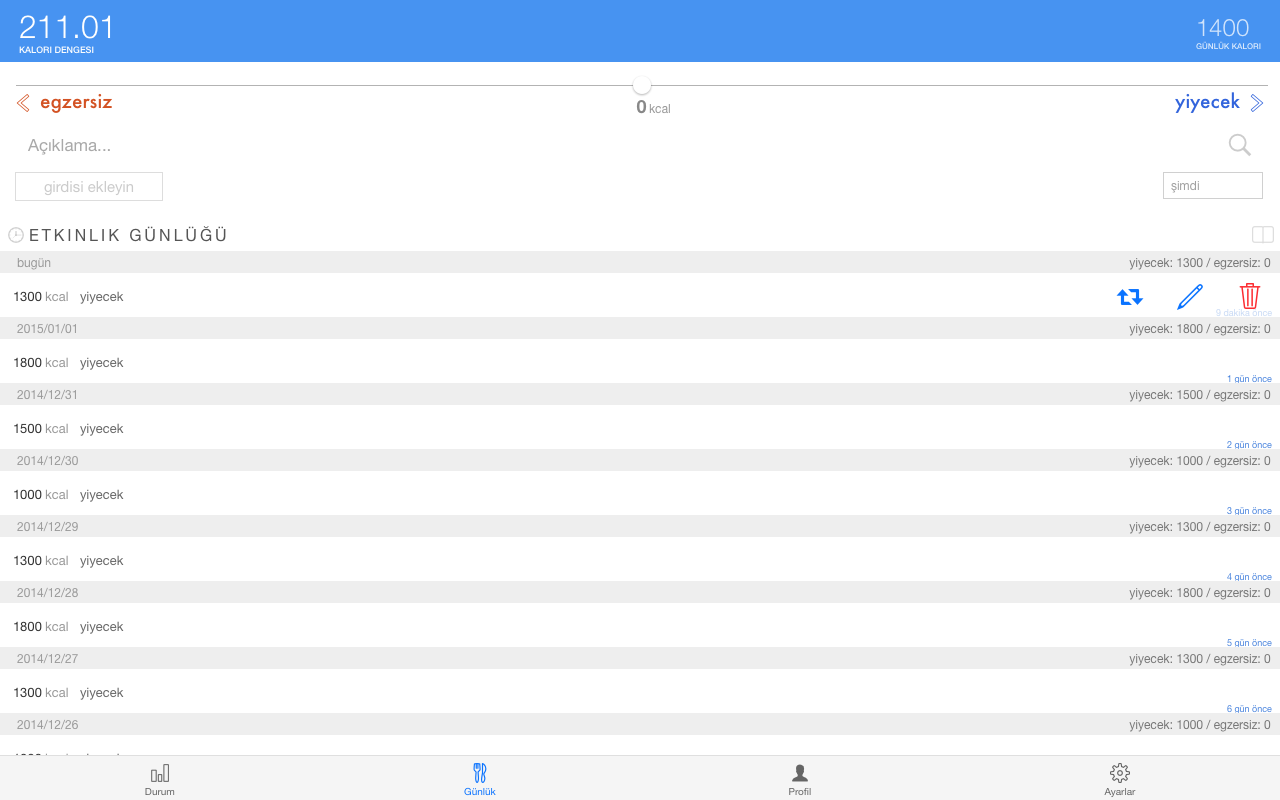 211.01
KALORI DENGESI
1400
GÜNLÜK KALORI
egzersiz
0 kcal
yiyecek
Açıklama...
girdisi ekleyin
şimdi
ETKINLIK GÜNLÜĞÜ
bugün yiyecek: 1300 / egzersiz: 0
1300 kcal yiyecek
9 dakika önce
2015/01/01 yiyecek: 1800 / egzersiz: 0
1800 kcal yiyecek
1 gün önce
2014/12/31 yiyecek: 1500 / egzersiz: 0
1500 kcal yiyecek
2 gün önce
2014/12/30 yiyecek: 1000 / egzersiz: 0
1000 kcal yiyecek
3 gün önce
2014/12/29 yiyecek: 1300 / egzersiz: 0
1300 kcal yiyecek
4 gün önce
2014/12/28 yiyecek: 1800 / egzersiz: 0
1800 kcal yiyecek
5 gün önce
2014/12/27 yiyecek: 1300 / egzersiz: 0
1300 kcal yiyecek
6 gün önce
2014/12/26 yiyecek: 1000 / egzersiz: 0
Durum
Günlük
Profil
Ayarlar